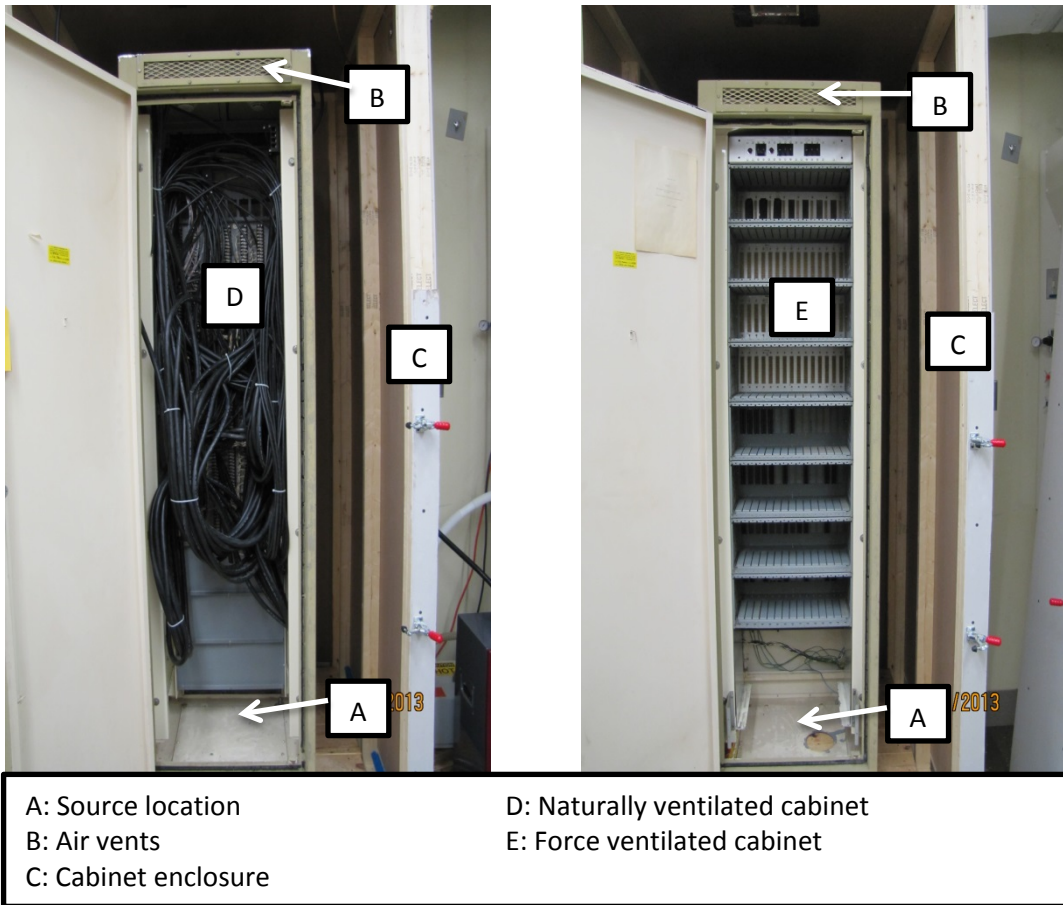 B
B
D
E
C
C
A
2013
A
/2013
A: Source location
D: Naturally ventilated cabinet
B: Air vents
E: Force ventilated cabinet
C: Cabinet enclosure